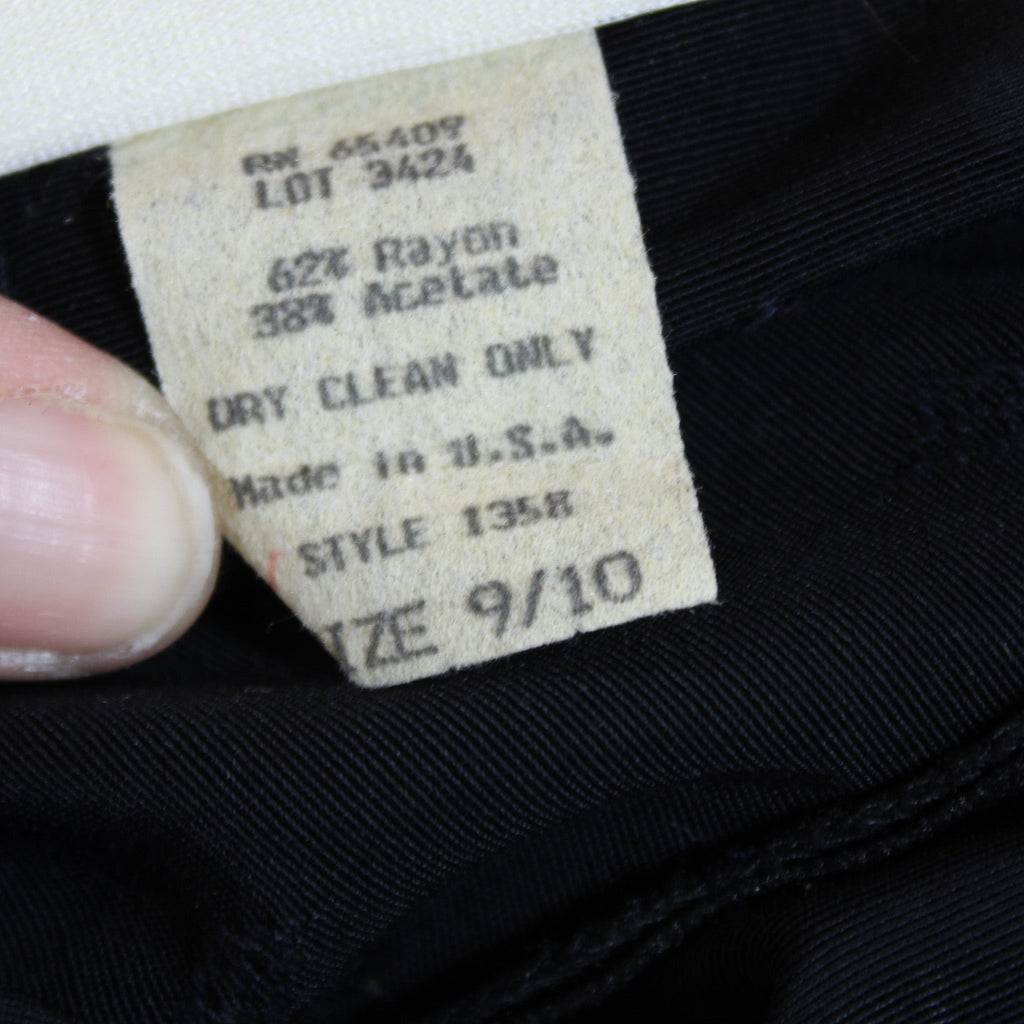 RN 65409
LOT 3424
62% Rayon
38% Acetate
DRY CLEAN ONLY
Made in U.S.A.
STYLE 1358
IZE 9/10